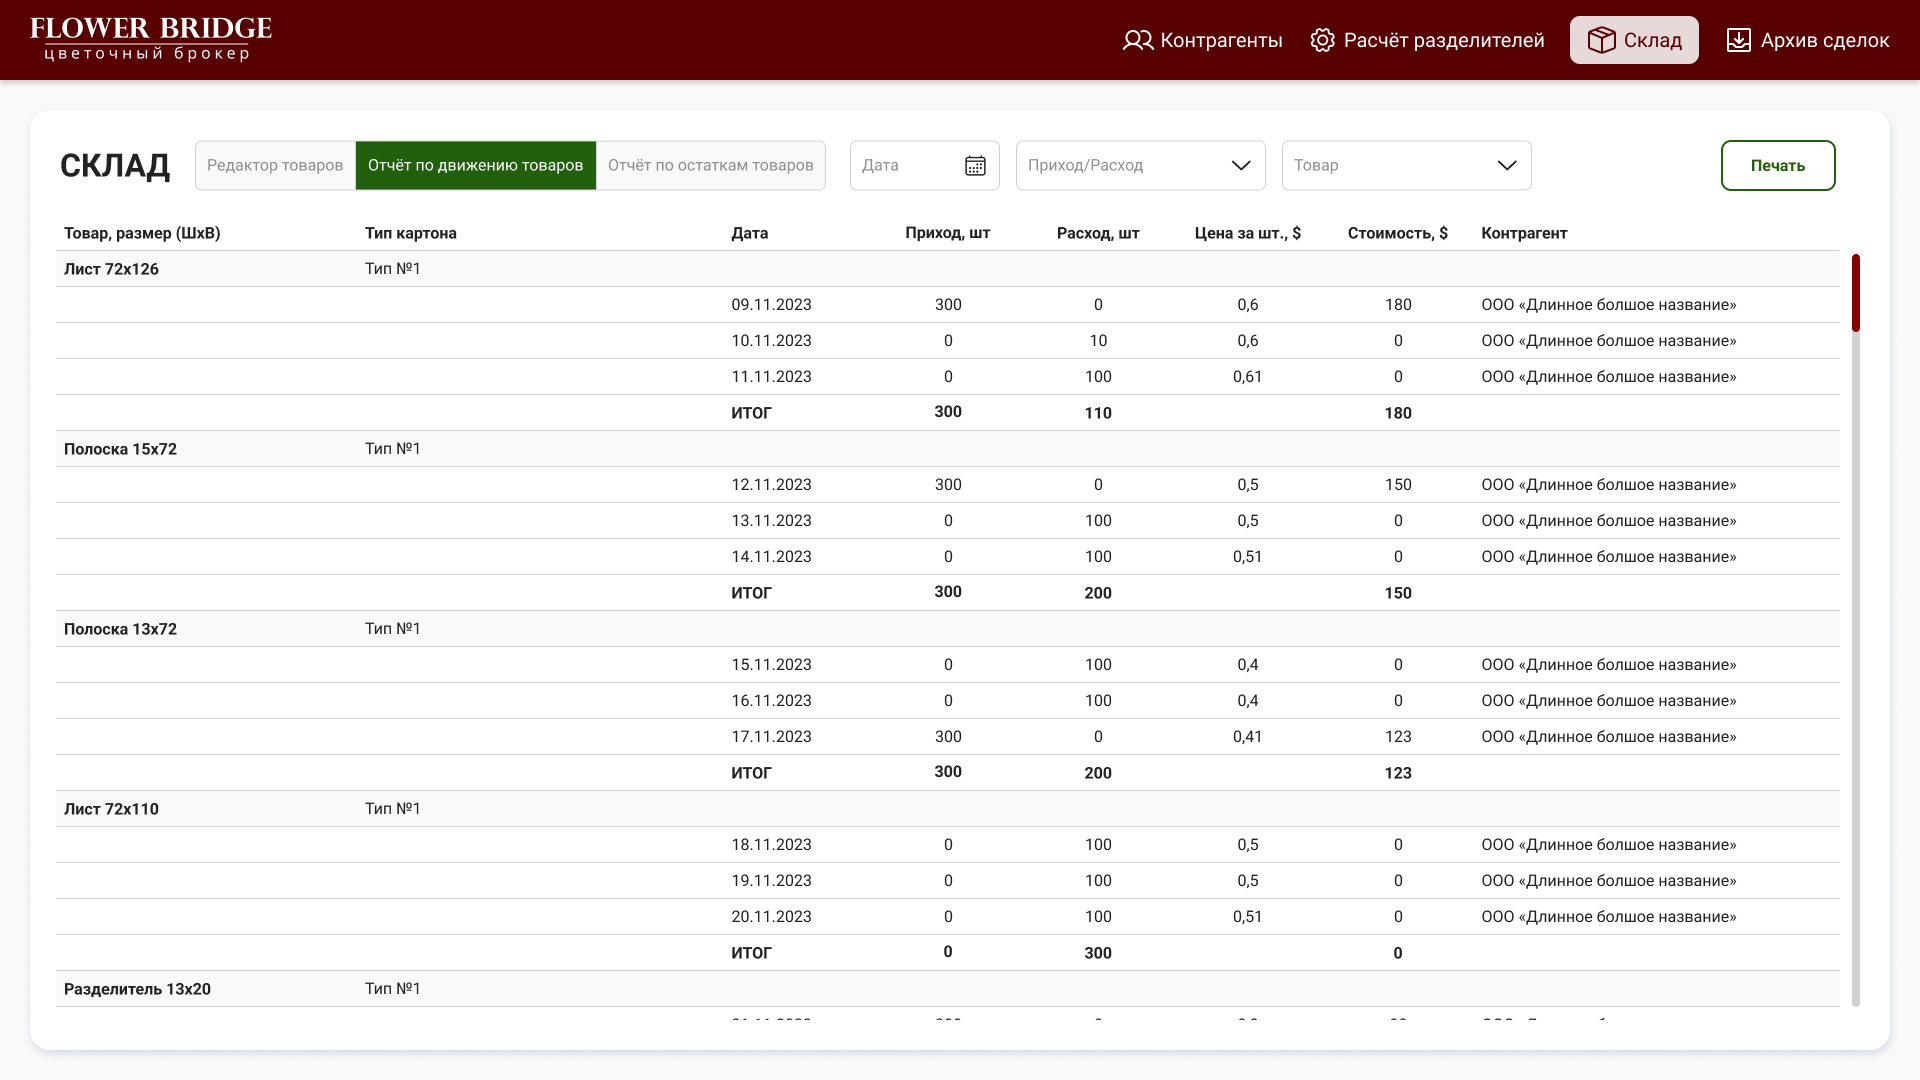 FLOWER BRIDGE
цветочный брокер
Контрагенты
Расчёт разделителей
Склад
Архив сделок
СКЛАД
Редактор товаров
Отчёт по движению товаров
Отчёт по остаткам товаров
Дата
Приход/Расход
Товар
Печать
Товар, размер (ШхВ) Тип картона Дата Приход, шт Расход, шт Цена за шт., $ Стоимость, $ Контрагент
Лист 72х126 Тип №1
09.11.2023 300 0 0,6 180 ООО «Длинное болшое название»
10.11.2023 0 10 0,6 0 ООО «Длинное болшое название»
11.11.2023 0 100 0,61 0 ООО «Длинное болшое название»
ИТОГ 300 110 180
Полоска 15х72 Тип №1
12.11.2023 300 0 0,5 150 ООО «Длинное болшое название»
13.11.2023 0 100 0,5 0 ООО «Длинное болшое название»
14.11.2023 0 100 0,51 0 ООО «Длинное болшое название»
ИТОГ 300 200 150
Полоска 13х72 Тип №1
15.11.2023 0 100 0,4 0 ООО «Длинное болшое название»
16.11.2023 0 100 0,4 0 ООО «Длинное болшое название»
17.11.2023 300 0 0,41 123 ООО «Длинное болшое название»
ИТОГ 300 200 123
Лист 72х110 Тип №1
18.11.2023 0 100 0,5 0 ООО «Длинное болшое название»
19.11.2023 0 100 0,5 0 ООО «Длинное болшое название»
20.11.2023 0 100 0,51 0 ООО «Длинное болшое название»
ИТОГ 0 300 0
Разделитель 13х20 Тип №1